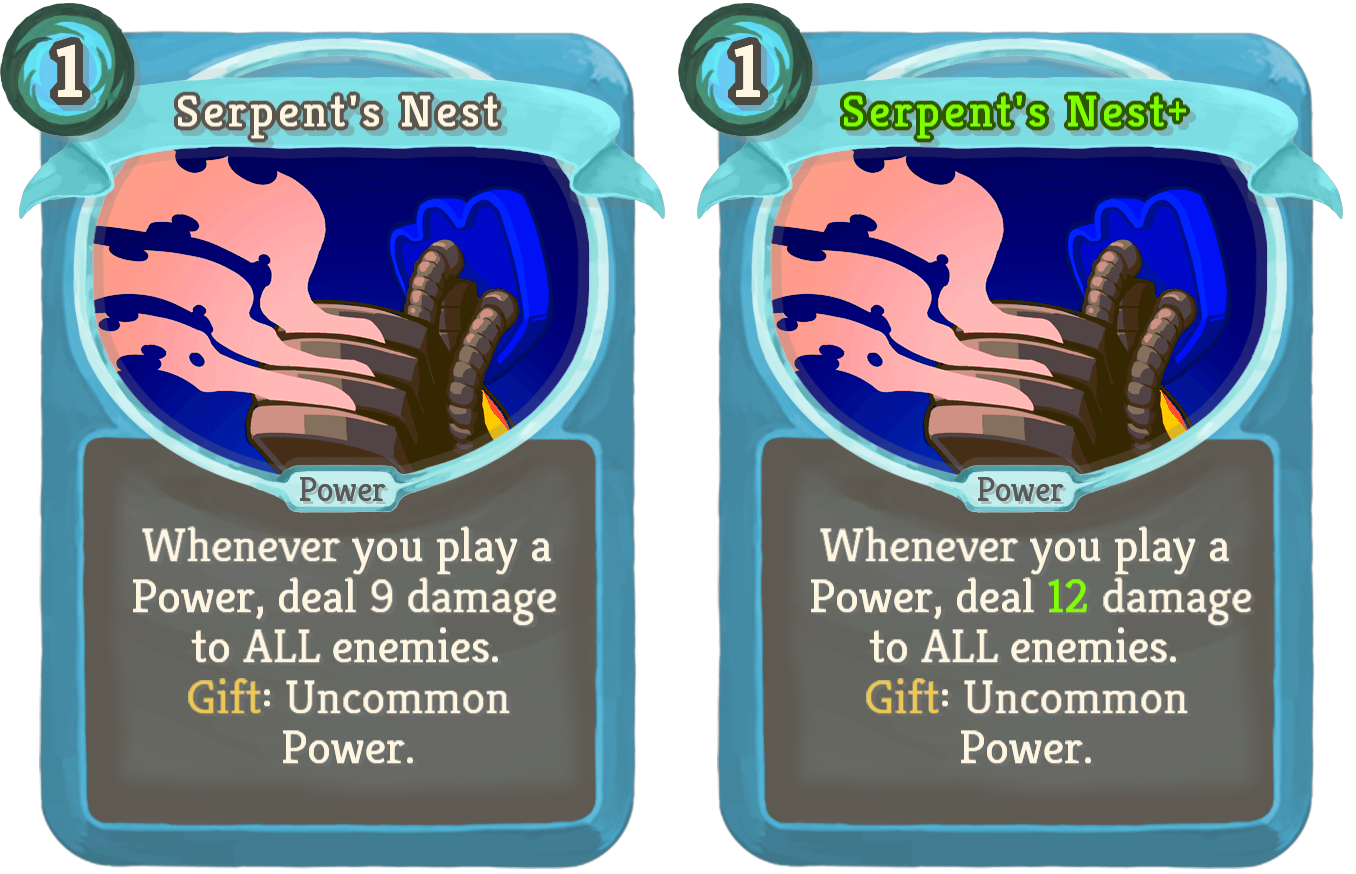 1
Serpent's Nest
Power
Whenever you play a
Power, deal 9 damage
to ALL enemies.
Gift: Uncommon
Power.
1
Serpent's Nest+
Power
Whenever you play a
Power, deal 12 damage
to ALL enemies.
Gift: Uncommon
Power.